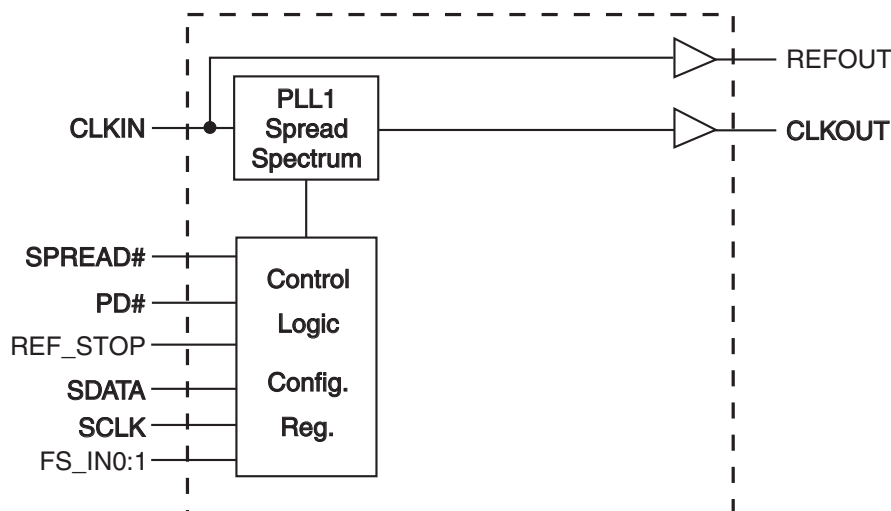 REFOUT
PLL1
Spread
Spectrum
CLKIN
CLKOUT
SPREAD#
PD#
REF_STOP
SDATA
SCLK
FS_IN0:1
Control
Logic
Config.
Reg.